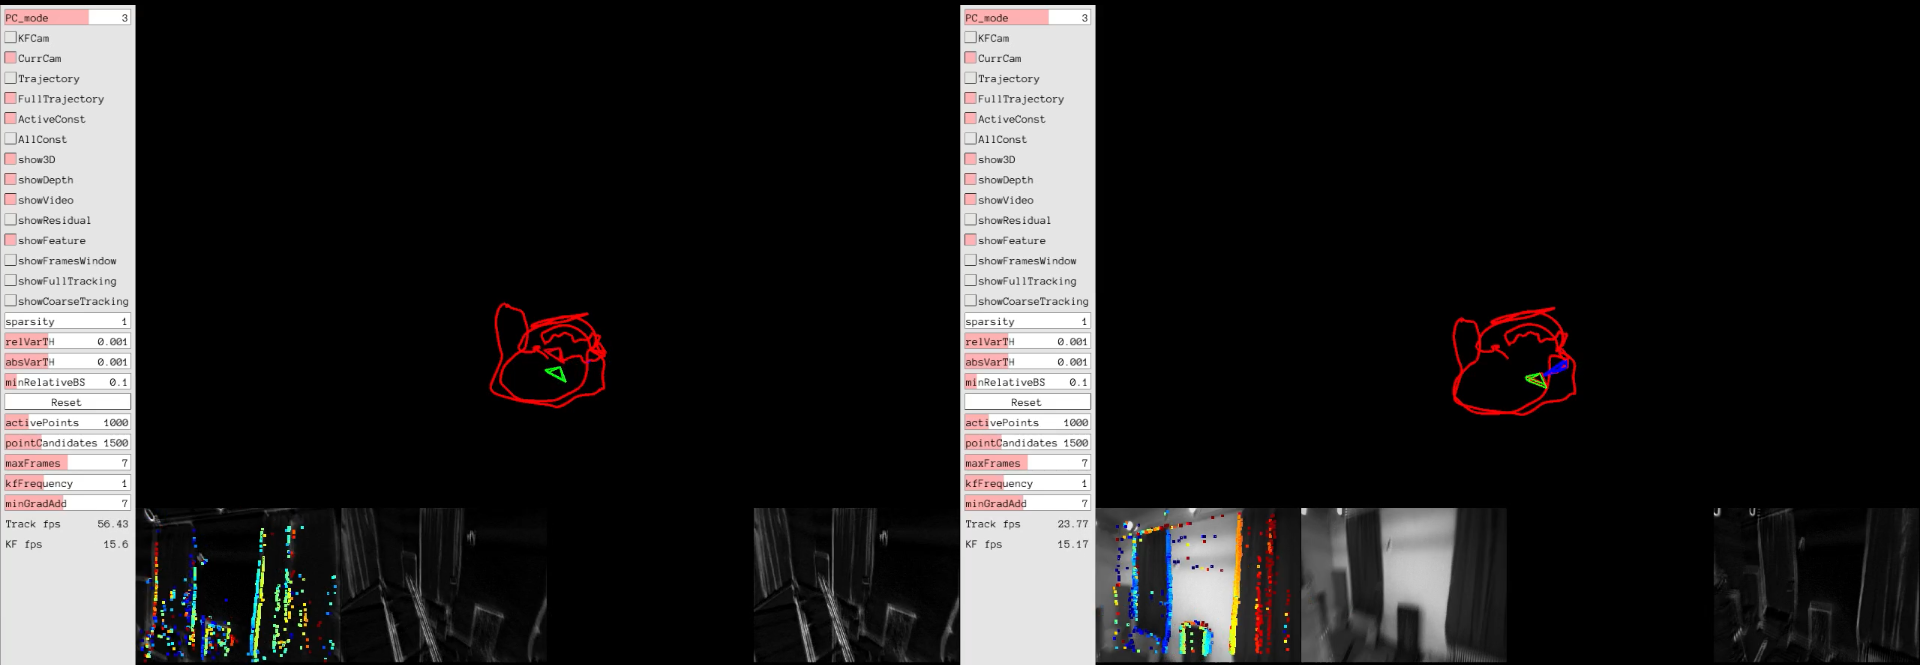 PC_mode 3
KFCam
CurrCam
Trajectory
FullTrajectory
ActiveConst
AllConst
show3D
showDepth
showVideo
showResidual
showFeature
showFramesWindow
showFullTracking
showCoarseTracking
sparsity 1
relVarTH 0.001
absVarTH 0.001
minRelativeBS 0.1
Reset
activePoints 1000
pointCandidates 1500
maxFrames 7
kfFrequency 1
minGradAdd 7
Track fps 56.43
KF fps 15.6
PC_mode 3
KFCam
CurrCam
Trajectory
FullTrajectory
ActiveConst
AllConst
show3D
showDepth
showVideo
showResidual
showFeature
showFramesWindow
showFullTracking
showCoarseTracking
sparsity 1
relVarTH 0.001
absVarTH 0.001
minRelativeBS 0.1
Reset
activePoints 1000
pointCandidates 1500
maxFrames 7
kfFrequency 1
minGradAdd 7
Track fps 23.77
KF fps 15.17